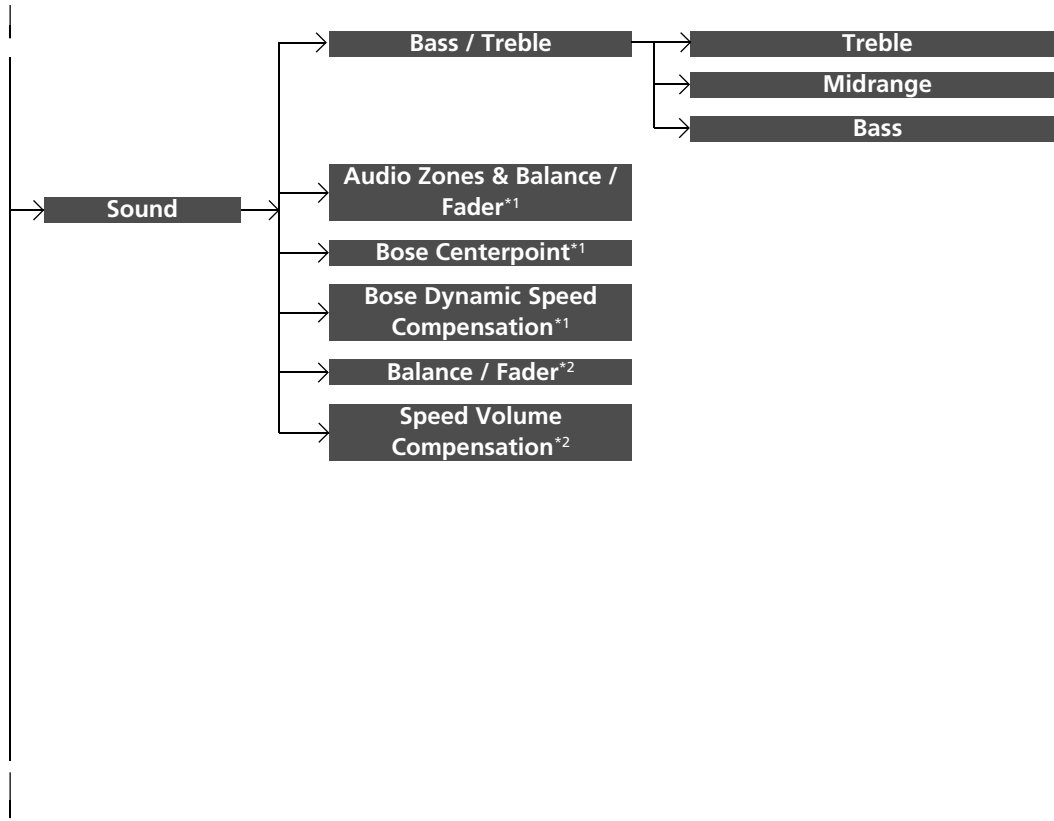 Bass / Treble
Treble
Midrange
Bass
Sound
Audio Zones & Balance /
Fader*1
Bose Centerpoint*1
Bose Dynamic Speed
Compensation*1
Balance / Fader*2
Speed Volume
Compensation*2